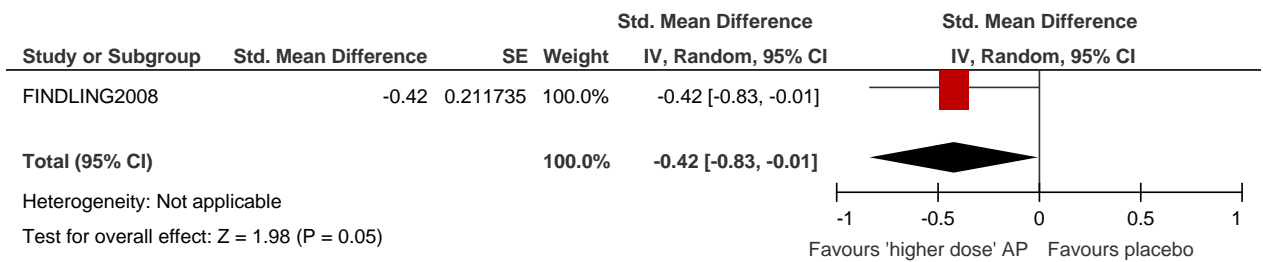 Std. Mean Difference Std. Mean Difference
Study or Subgroup Std. Mean Difference SE Weight IV, Random, 95% CI IV, Random, 95% CI
FINDLING2008 -0.42 0.211735 100.0% -0.42 [-0.83, -0.01]
Total (95% CI) 100.0% -0.42 [-0.83, -0.01]
Heterogeneity: Not applicable
Test for overall effect: Z = 1.98 (P = 0.05)
-1 -0.5 0 0.5 1
Favours 'higher dose' AP Favours placebo